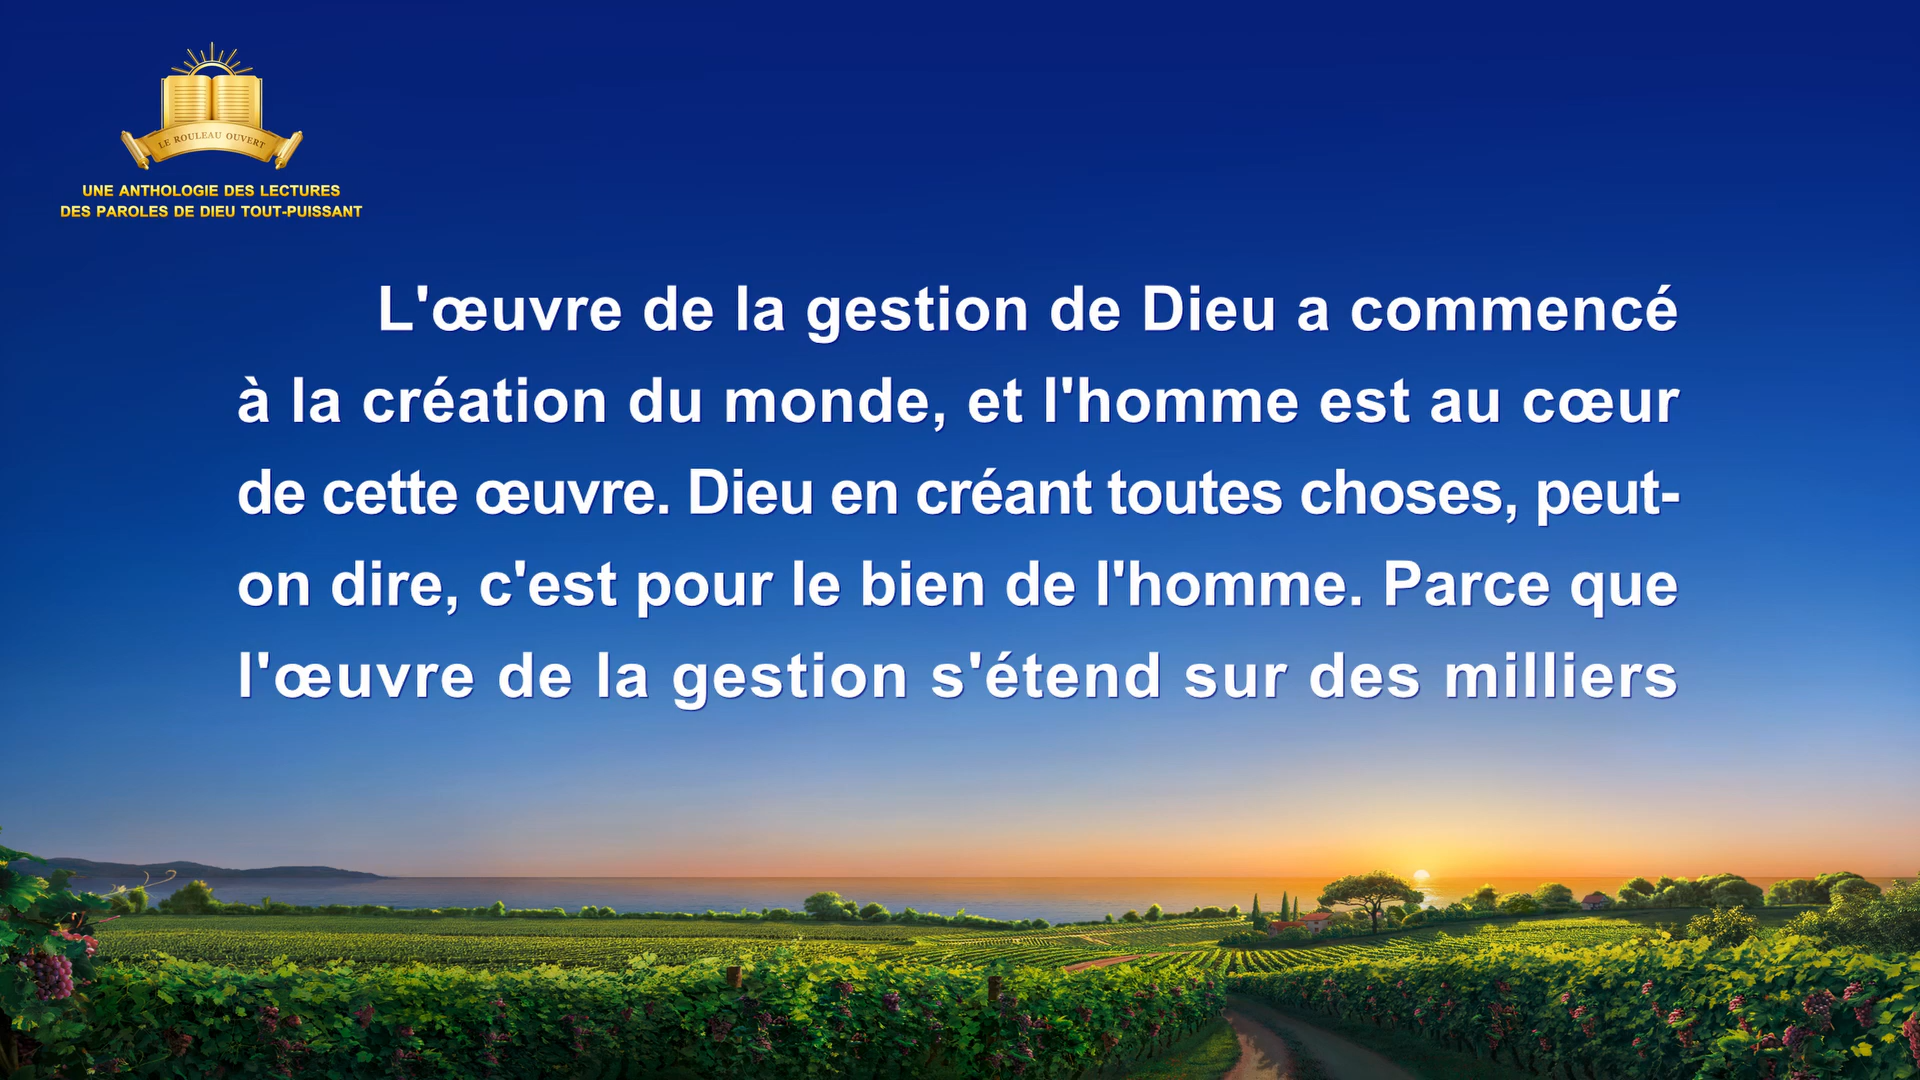 LE ROULEAU OUVERT
UNE ANTHOLOGIE DES LECTURES
DES PAROLES DE DIEU TOUT-PUISSANT
L'œuvre de la gestion de Dieu a commencé
à la création du monde, et l'homme est au cœur
de cette œuvre. Dieu en créant toutes choses, peut-
on dire, c'est pour le bien de l'homme. Parce que
l'œuvre de la gestion s'étend sur des milliers